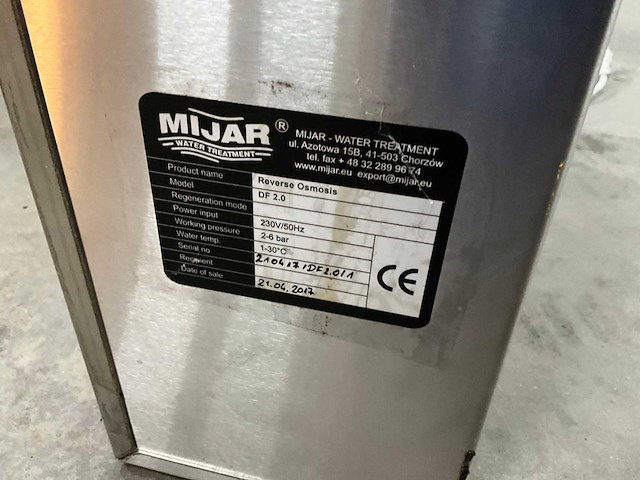 MIJAR ®
WATER TREATMENT
MIJAR - WATER TREATMENT
ul. Azotowa 15B, 41-503 Chorzów
tel. fax + 48 32 289 96 74
www.mijar.eu export@mijar.eu
Product name Reverse Osmosis
Model DF 2.0
Regeneration mode
Power input 230V/50Hz
Working pressure 2-6 bar
Water temp. 1-30°C
Serial no 210417/DF2.0/1
Recipient
Date of sale 21.04.2017
CE